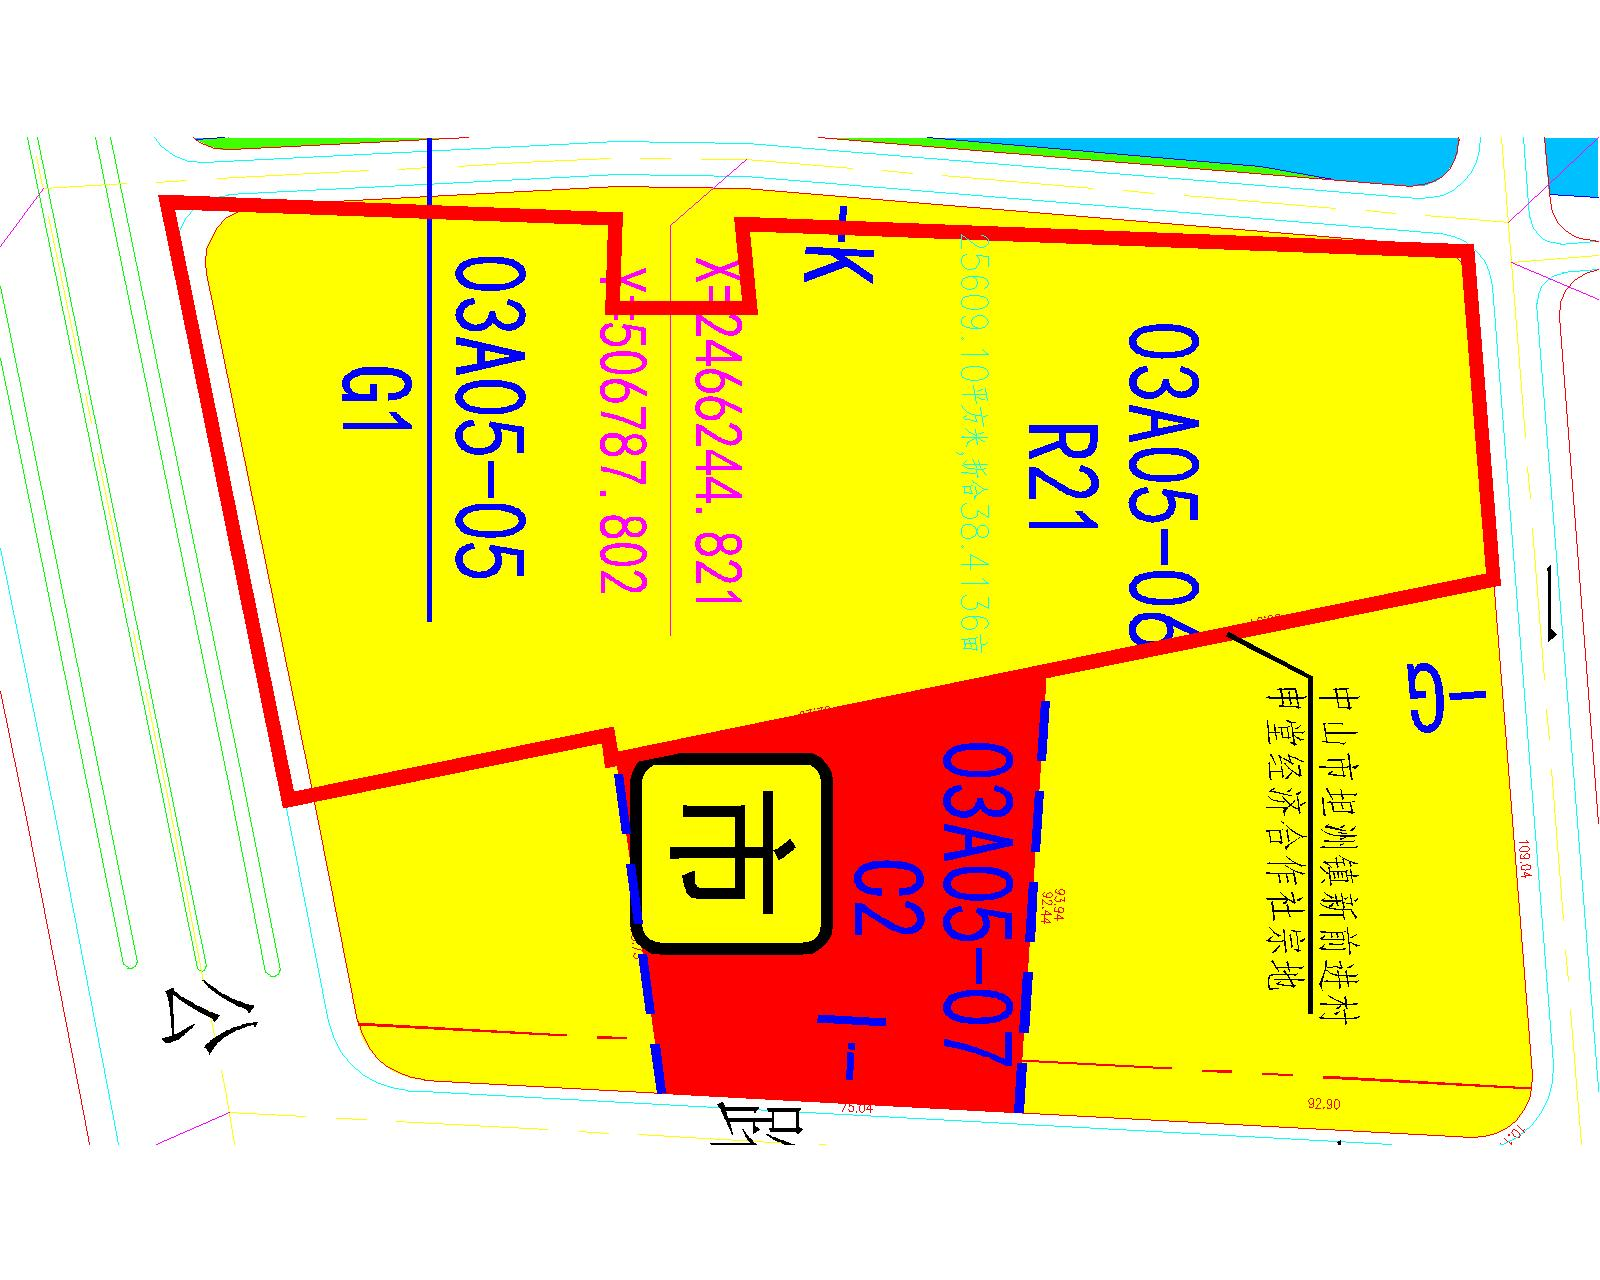 03A05-05
G1
X=2466244.821
Y=506787.802
K
25609.10平方米,折合38.4136亩
03A05-06
R21
G
中山市坦洲镇新前进村
申堂经济合作社宗地
03A05-07
C2
市
公
93.94
92.44
109.04
75.04
92.90